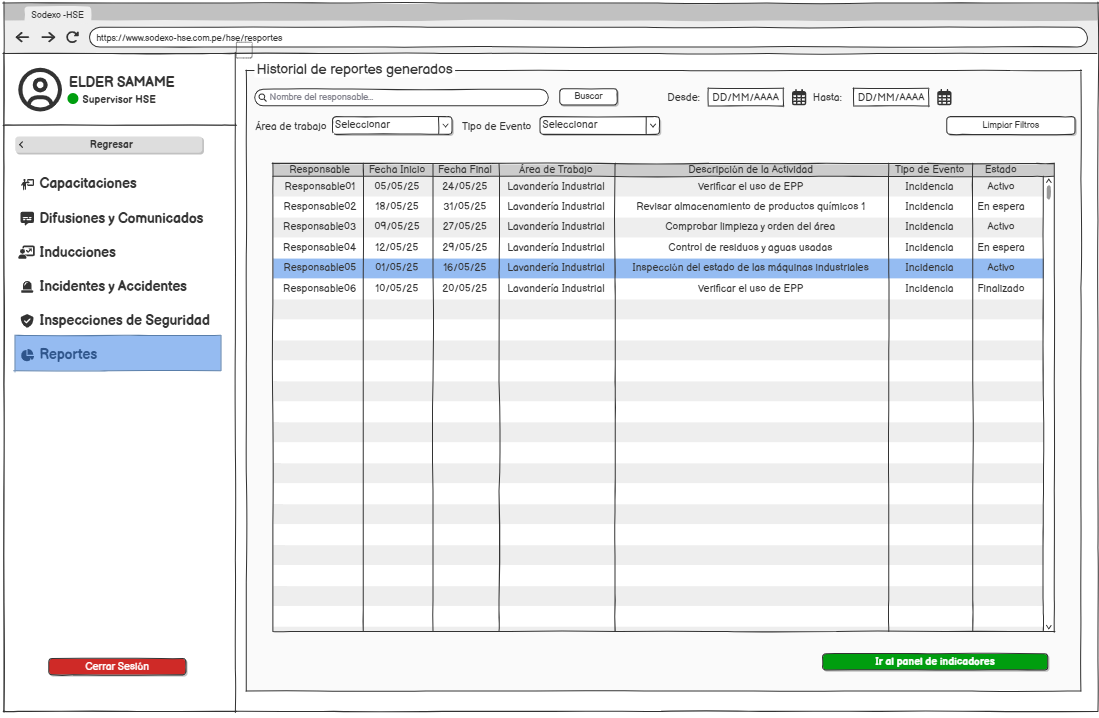 Sodexo -HSE
https://www.sodexo-hse.com.pe/hse/resportes
ELDER SAMAME
Supervisor HSE
Regresar
Capacitaciones
Difusiones y Comunicados
Inducciones
Incidentes y Accidentes
Inspecciones de Seguridad
Reportes
Cerrar Sesión
Historial de reportes generados
Nombre del responsable... Buscar Desde: DD/MM/AAAA Hasta: DD/MM/AAAA
Área de trabajo Seleccionar Tipo de Evento Seleccionar Limpiar Filtros
Responsable Fecha Inicio Fecha Final Área de Trabajo Descripción de la Actividad Tipo de Evento Estado
Responsable01 05/05/25 24/05/25 Lavandería Industrial Verificar el uso de EPP Incidencia Activo
Responsable02 18/05/25 31/05/25 Lavandería Industrial Revisar almacenamiento de productos químicos 1 Incidencia En espera
Responsable03 09/05/25 27/05/25 Lavandería Industrial Comprobar limpieza y orden del área Incidencia Activo
Responsable04 12/05/25 29/05/25 Lavandería Industrial Control de residuos y aguas usadas Incidencia En espera
Responsable05 01/05/25 16/05/25 Lavandería Industrial Inspección del estado de las máquinas industriales Incidencia Activo
Responsable06 10/05/25 20/05/25 Lavandería Industrial Verificar el uso de EPP Incidencia Finalizado
Ir al panel de indicadores